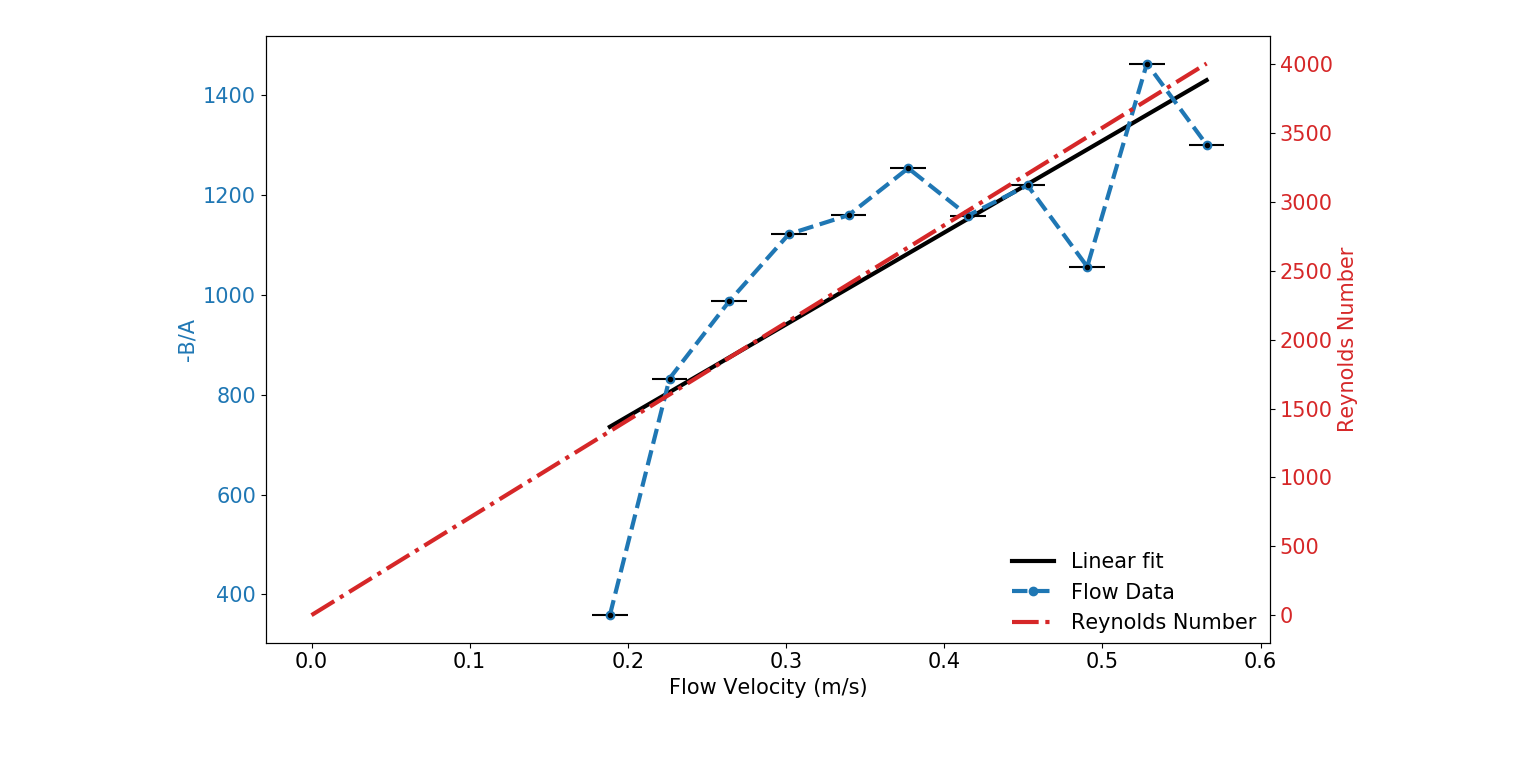 1400
1200
1000
800
600
400
-B/A
4000
3500
3000
2500
2000
1500
1000
500
0
Reynolds Number
Linear fit
Flow Data
Reynolds Number
0.0 0.1 0.2 0.3 0.4 0.5 0.6
Flow Velocity (m/s)